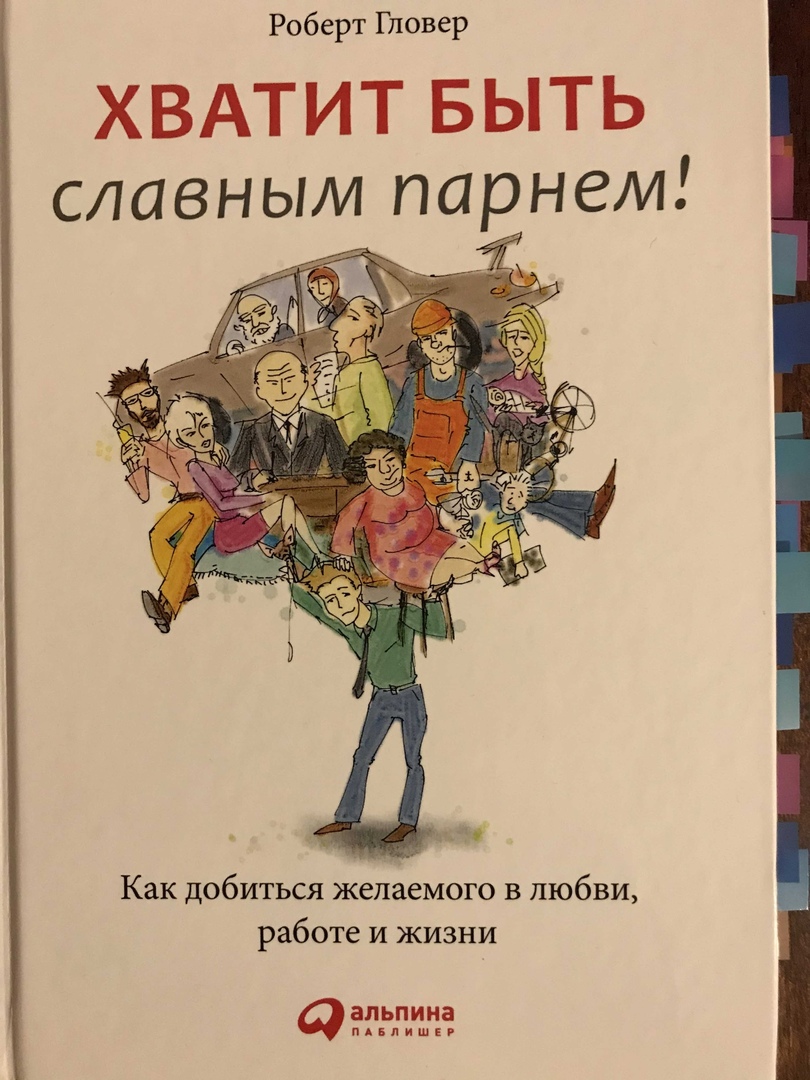 Роберт Гловер
ХВАТИТ БЫТЬ
славным парнем!
Как добиться желаемого в любви,
работе и жизни
альпина
ПАБЛИШЕР